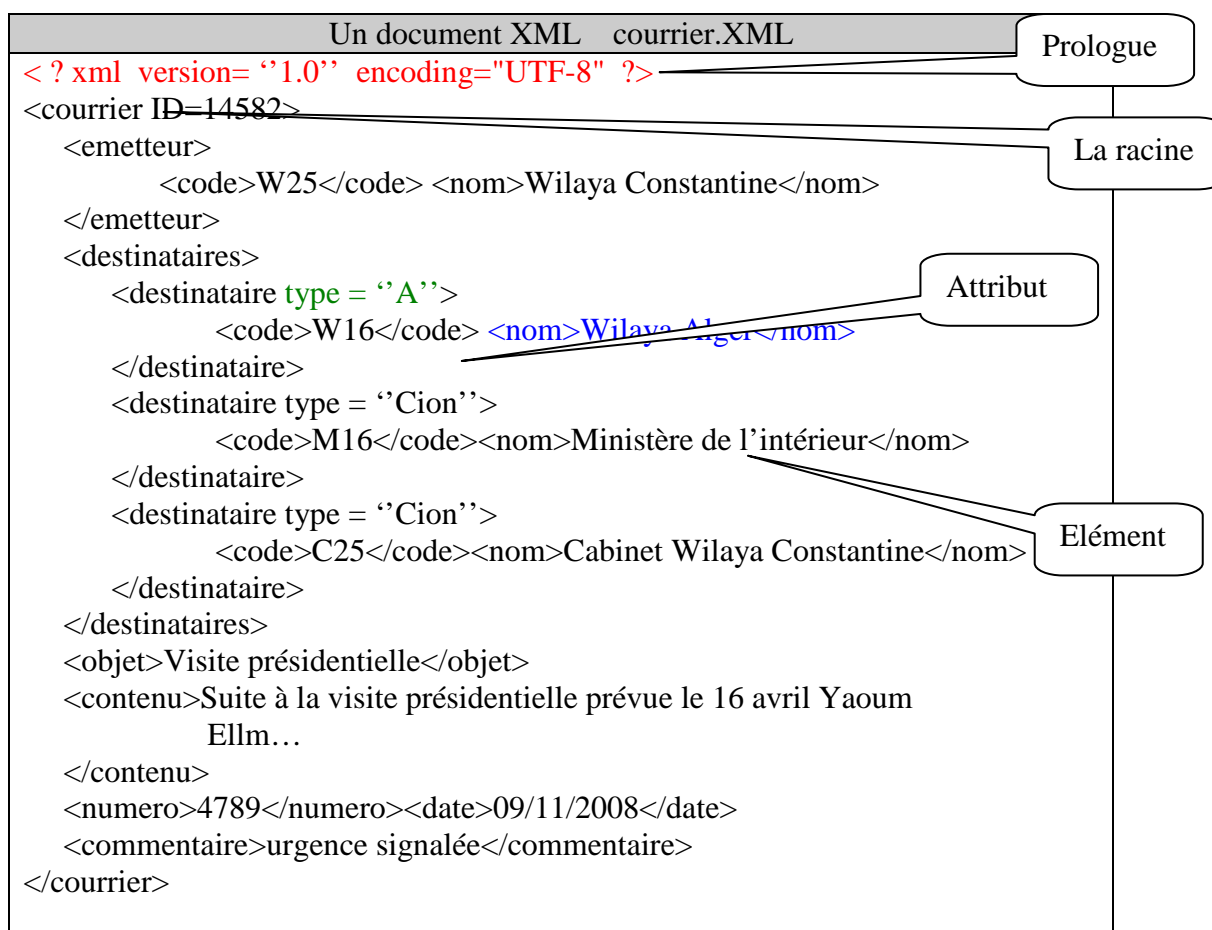 Un document XML courrier.XML
Prologue
< ? xml version= ‘’1.0’’ encoding="UTF-8" ?>
<courrier ID=14582>
La racine
<emetteur>
<code>W25</code> <nom>Wilaya Constantine</nom>
</emetteur>
<destinataires>
<destinataire type = ‘’A’’>
Attribut
<code>W16</code> <nom>Wilaya Alger</nom>
</destinataire>
<destinataire type = ‘’Cion’’>
<code>M16</code><nom>Ministère de l’intérieur</nom>
</destinataire>
<destinataire type = ‘’Cion’’>
Elément
<code>C25</code><nom>Cabinet Wilaya Constantine</nom>
</destinataire>
</destinataires>
<objet>Visite présidentielle</objet>
<contenu>Suite à la visite présidentielle prévue le 16 avril Yaoum
Ellm…
</contenu>
<numero>4789</numero><date>09/11/2008</date>
<commentaire>urgence signalée</commentaire>
</courrier>